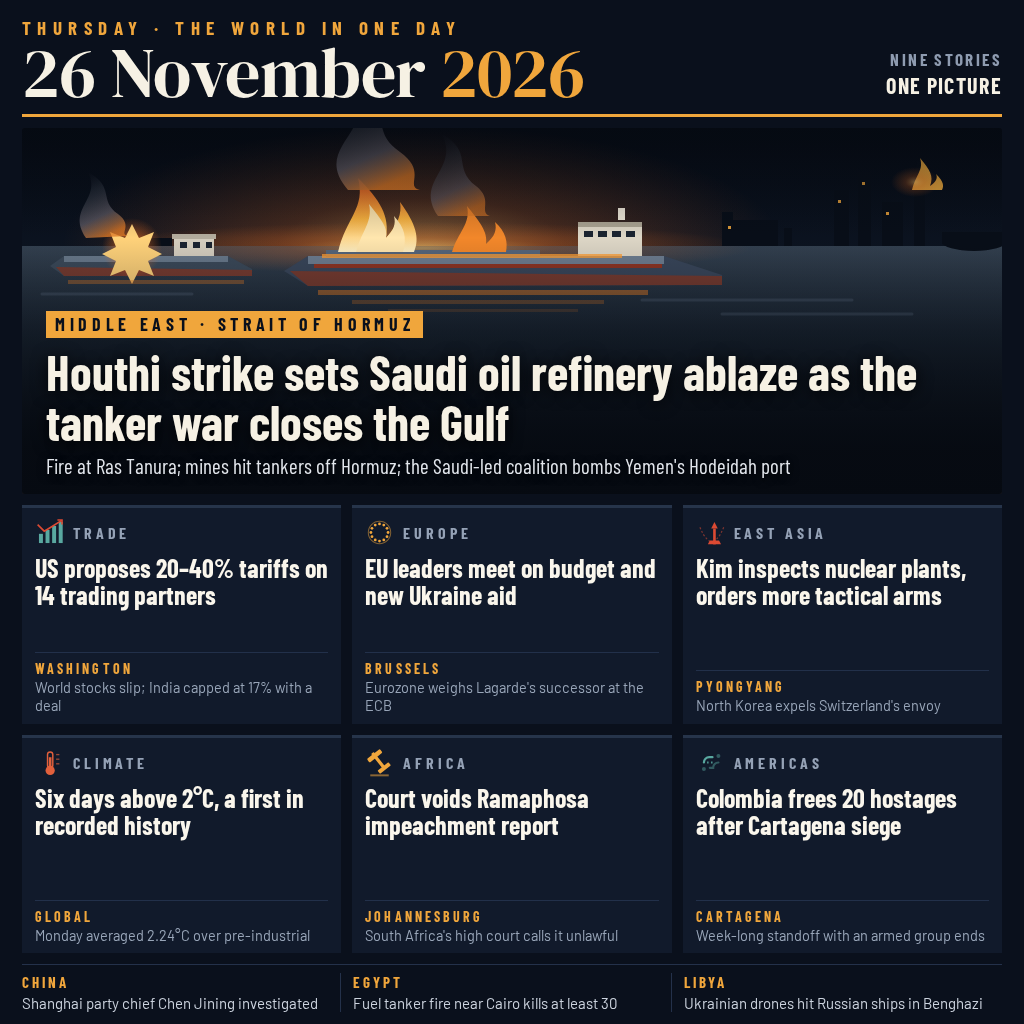 THURSDAY · THE WORLD IN ONE DAY
26 November 2026
NINE STORIES
ONE PICTURE
MIDDLE EAST · STRAIT OF HORMUZ
Houthi strike sets Saudi oil refinery ablaze as the
tanker war closes the Gulf
Fire at Ras Tanura; mines hit tankers off Hormuz; the Saudi-led coalition bombs Yemen's Hodeidah port
TRADE
US proposes 20–40% tariffs on
14 trading partners
WASHINGTON
World stocks slip; India capped at 17% with a
deal
EUROPE
EU leaders meet on budget and
new Ukraine aid
BRUSSELS
Eurozone weighs Lagarde's successor at the
ECB
EAST ASIA
Kim inspects nuclear plants,
orders more tactical arms
PYONGYANG
North Korea expels Switzerland's envoy
CLIMATE
Six days above 2°C, a first in
recorded history
GLOBAL
Monday averaged 2.24°C over pre-industrial
AFRICA
Court voids Ramaphosa
impeachment report
JOHANNESBURG
South Africa's high court calls it unlawful
AMERICAS
Colombia frees 20 hostages
after Cartagena siege
CARTAGENA
Week-long standoff with an armed group ends
CHINA
Shanghai party chief Chen Jining investigated
EGYPT
Fuel tanker fire near Cairo kills at least 30
LIBYA
Ukrainian drones hit Russian ships in Benghazi